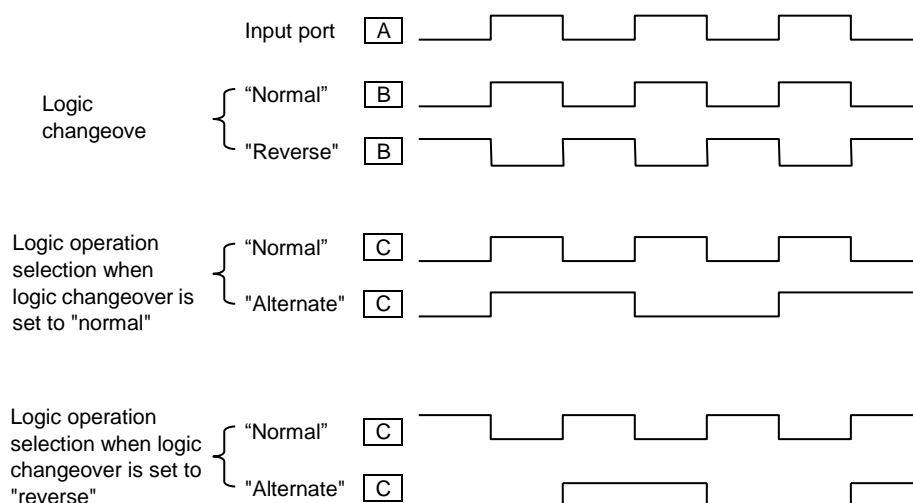 Input port A
Logic
changeove
“Normal” B
"Reverse" B
Logic operation
selection when
logic changeover is
set to "normal"
“Normal” C
"Alternate" C
Logic operation
selection when logic
changeover is set to
"reverse"
“Normal” C
"Alternate" C